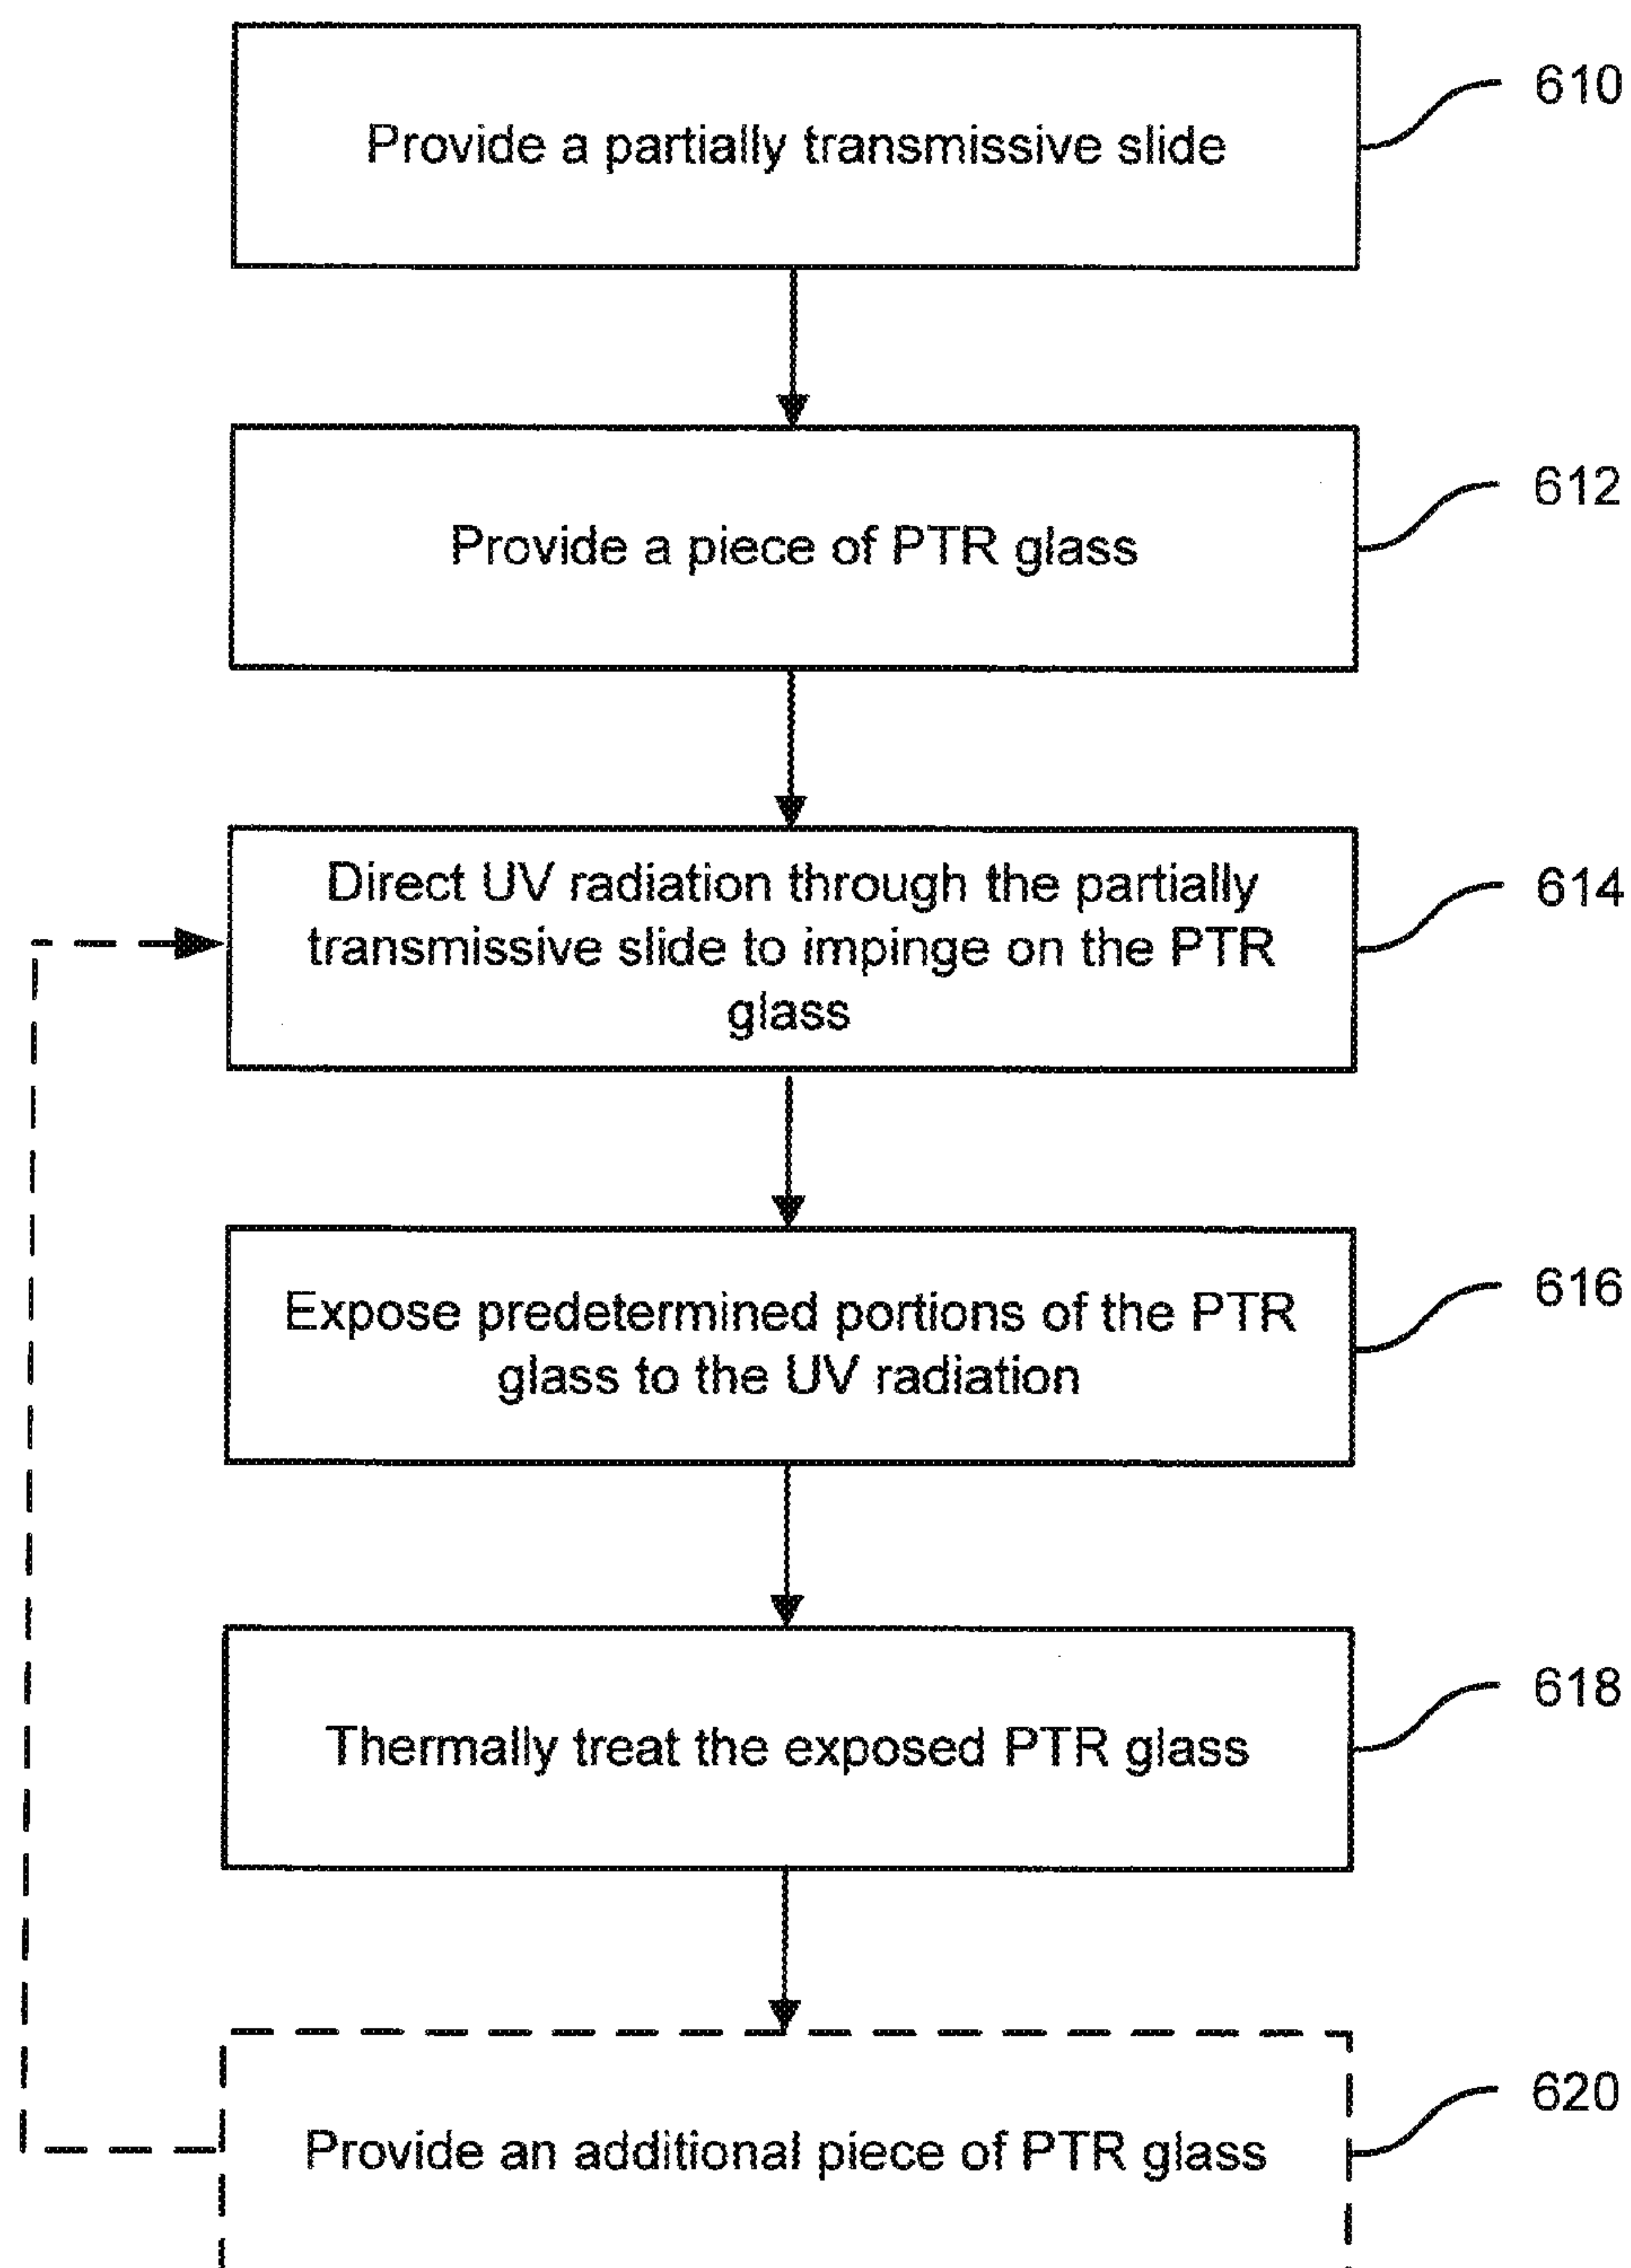 Provide a partially transmissive slide
610
Provide a piece of PTR glass
612
Direct UV radiation through the partially
transmissive slide to impinge on the PTR
glass
614
Expose predetermined portions of the PTR
glass to the UV radiation
616
Thermally treat the exposed PTR glass
618
Provide an additional piece of PTR glass
620